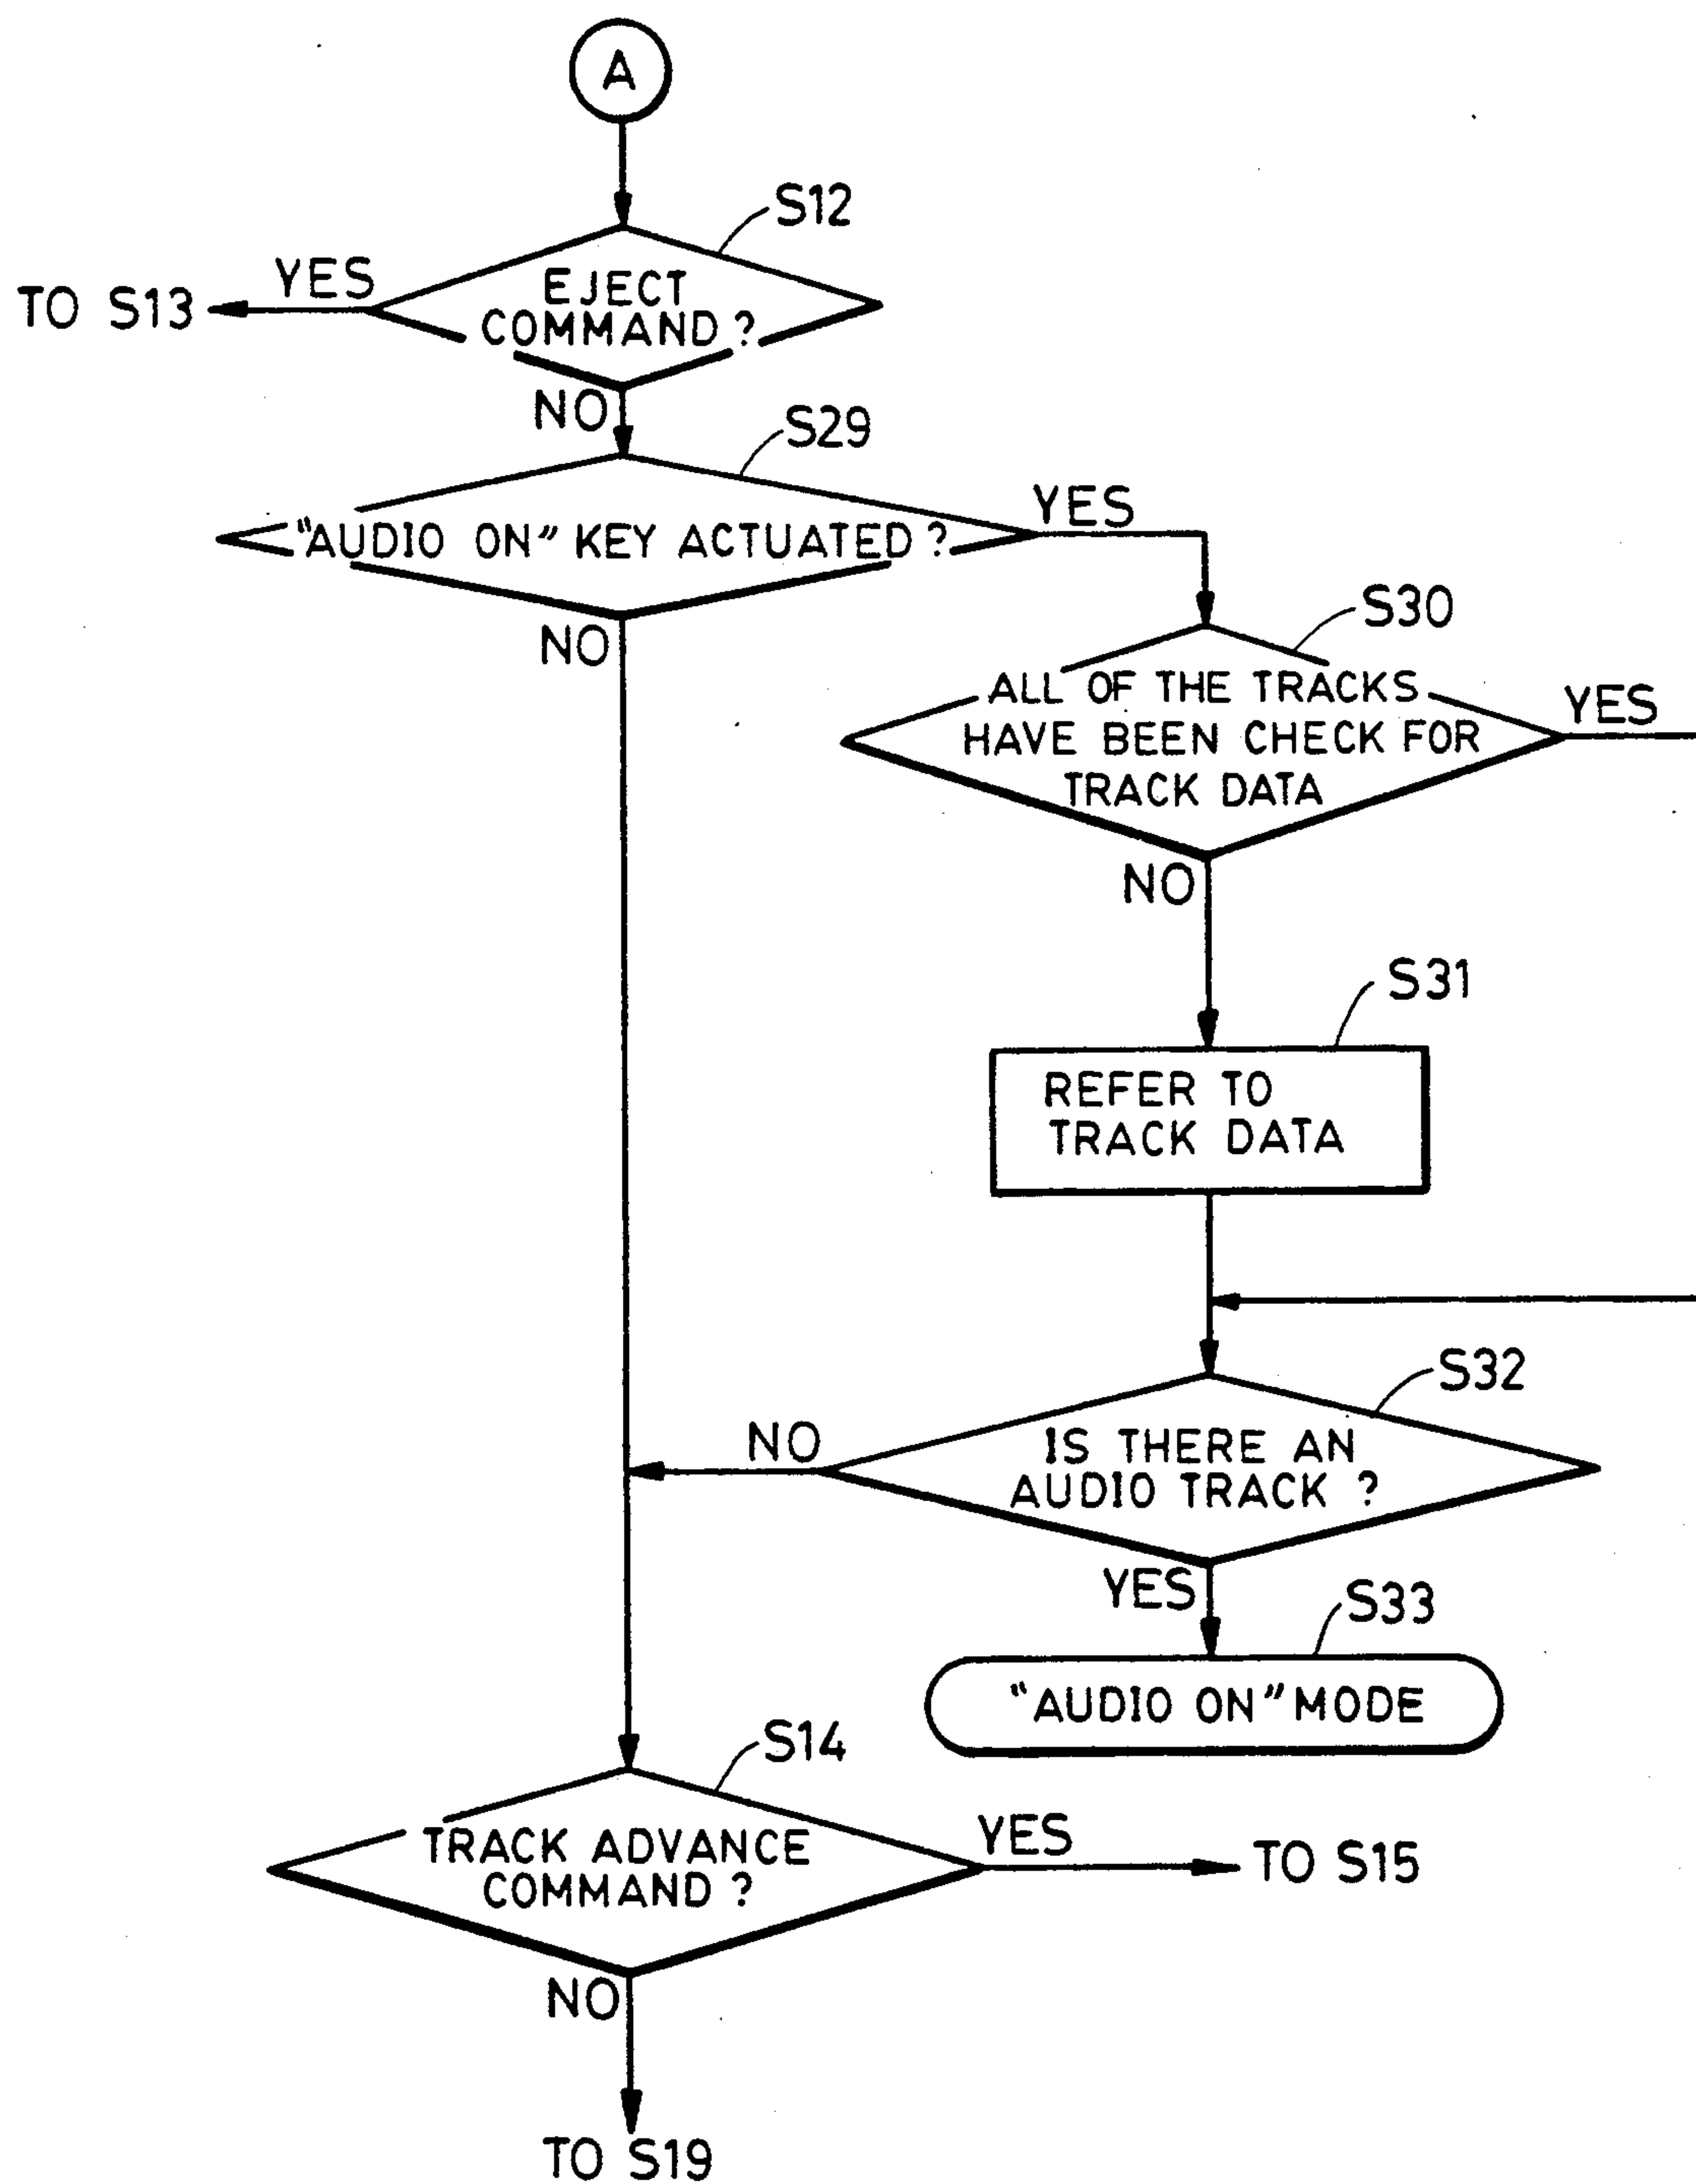 A
S12
YES
TO S13
EJECT
COMMAND ?
NO
S29
"AUDIO ON" KEY ACTUATED ?
YES
NO
S30
ALL OF THE TRACKS
HAVE BEEN CHECK FOR
TRACK DATA
YES
NO
S31
REFER TO
TRACK DATA
S32
NO
IS THERE AN
AUDIO TRACK ?
YES
S33
"AUDIO ON" MODE
S14
TRACK ADVANCE
COMMAND ?
YES
TO S15
NO
TO S19